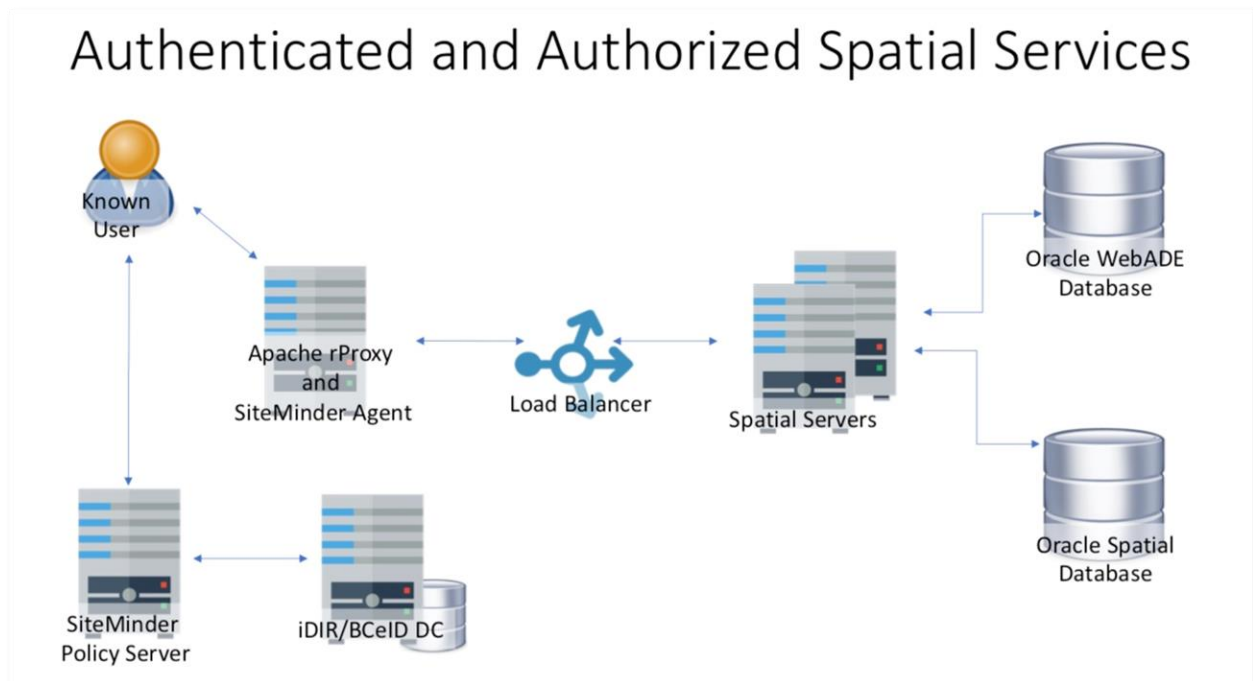 Authenticated and Authorized Spatial Services
Known
User
Apache rProxy
and
SiteMinder Agent
Load Balancer
Spatial Servers
Oracle WebADE
Database
Oracle Spatial
Database
SiteMinder
Policy Server
iDIR/BCeID DC